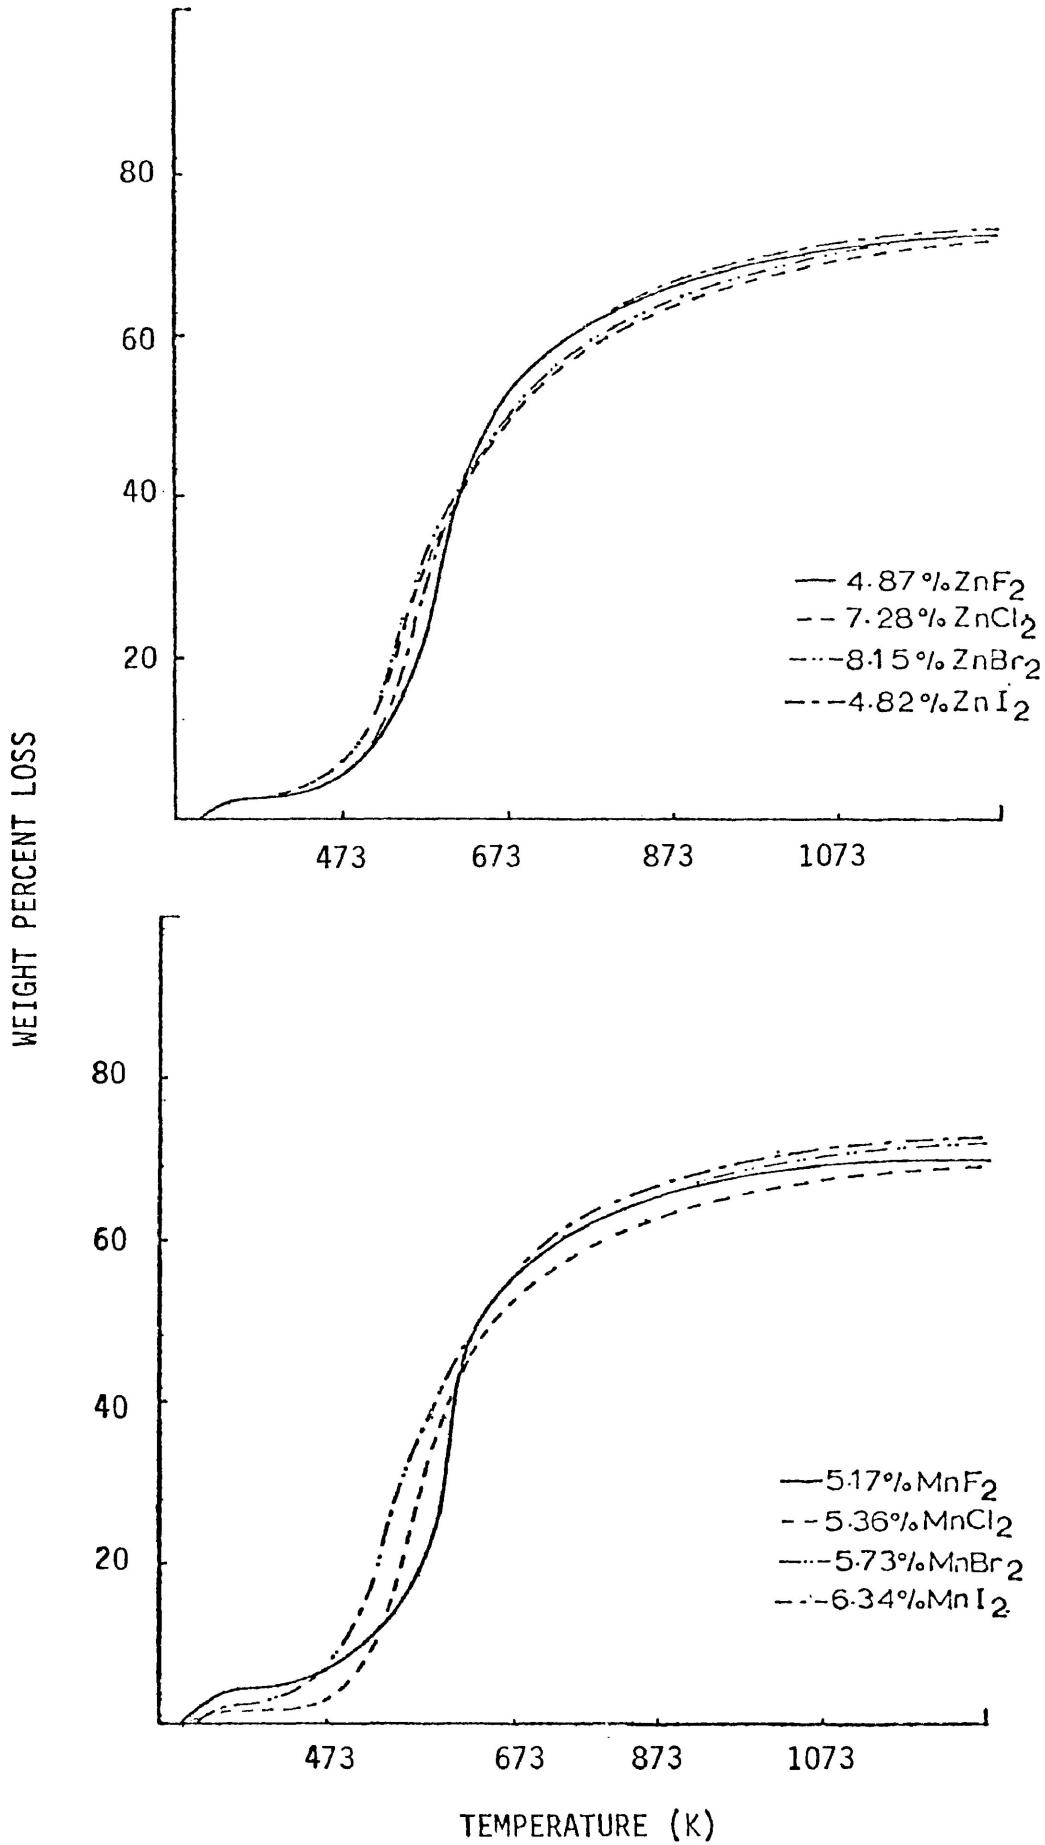 WEIGHT PERCENT LOSS
80
60
40
20
4.87% ZnF2
7.28% ZnCl2
8.15% ZnBr2
4.82% ZnI2
473 673 873 1073
80
60
40
20
5.17% MnF2
5.36% MnCl2
5.73% MnBr2
6.34% MnI2
473 673 873 1073
TEMPERATURE (K)